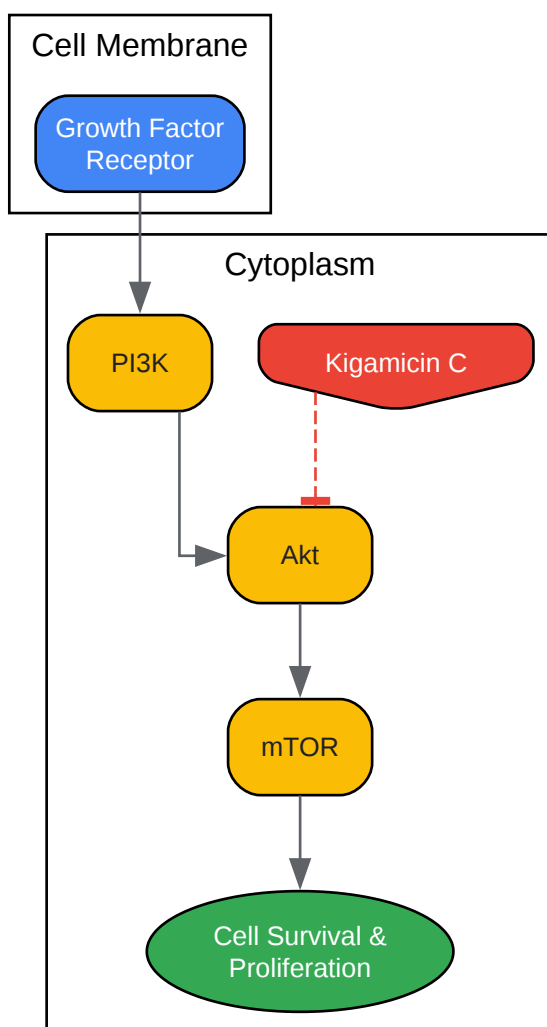 Cell Membrane
Growth Factor
Receptor
Cytoplasm
PI3K
Kigamicin C
Akt
mTOR
Cell Survival &
Proliferation